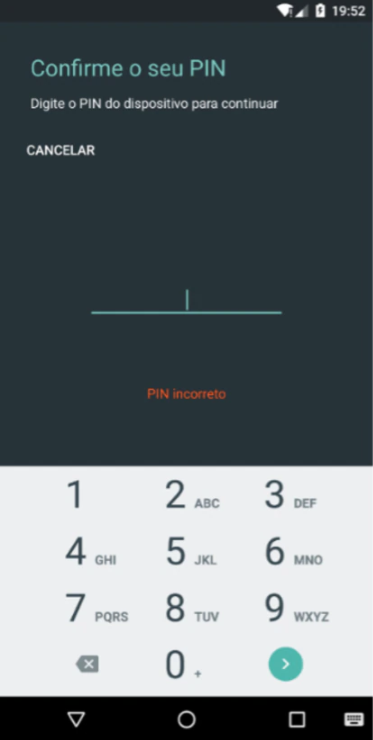 19:52
Confirme o seu PIN
Digite o PIN do dispositivo para continuar
CANCELAR
PIN incorreto
1 2 ABC 3 DEF
4 GHI 5 JKL 6 MNO
7 PQRS 8 TUV 9 WXYZ
0 +